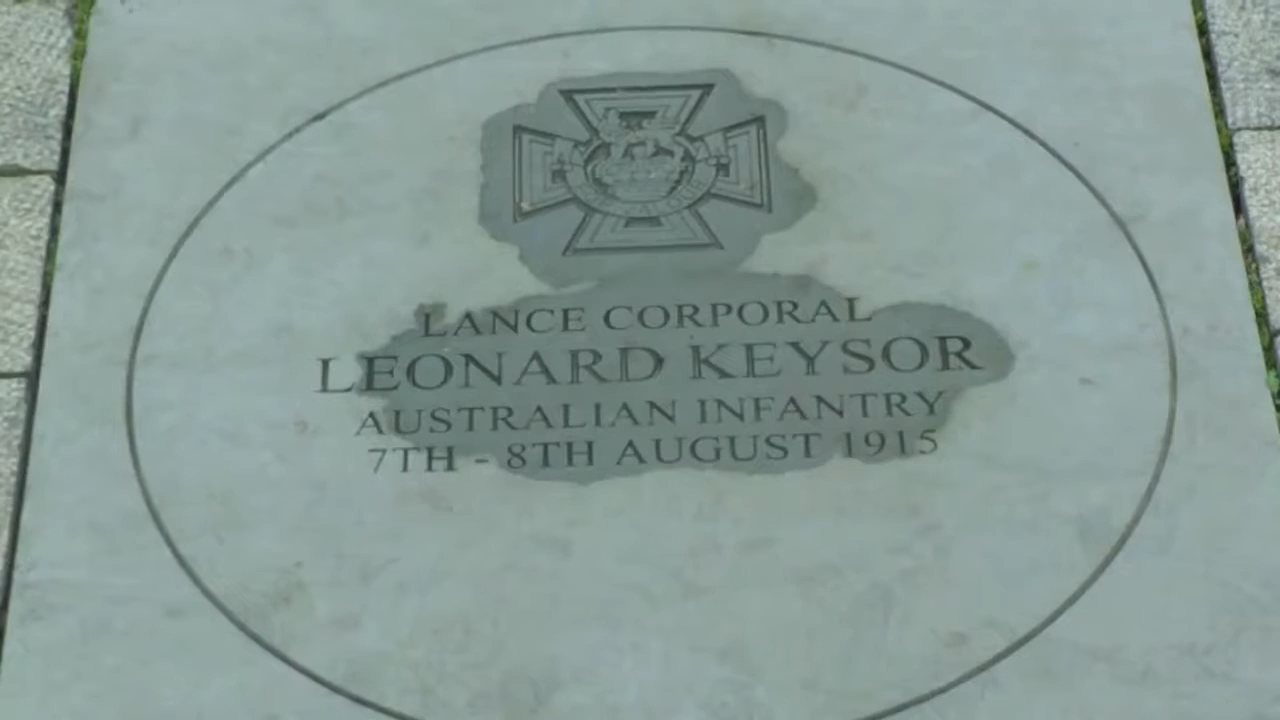 LANCE CORPORAL
LEONARD KEYSOR
AUSTRALIAN INFANTRY
7TH - 8TH AUGUST 1915